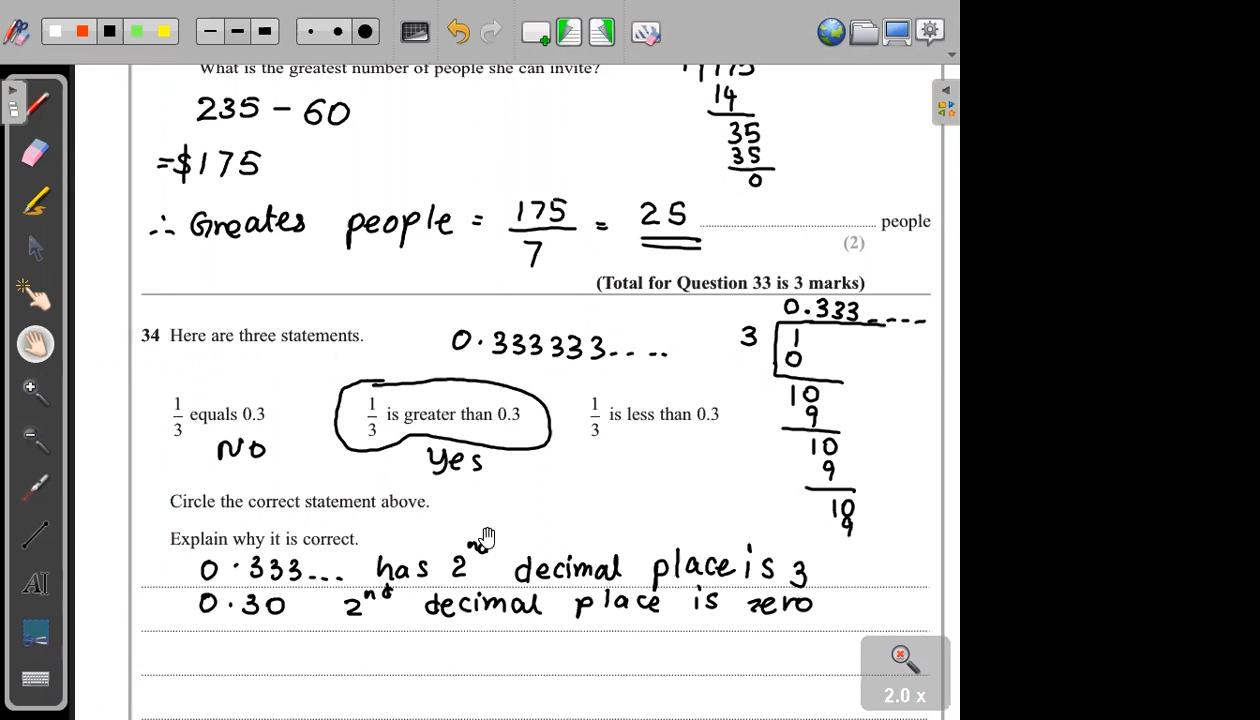 What is the greatest number of people she can invite?
235 - 60
= $175
175
14
35
35
0
∴ Greates people = 175/7 = 25 people
(2)
(Total for Question 33 is 3 marks)
34 Here are three statements.
0.333333....
0.333.....
3
1
0
10
9
10
9
10
9
1/3 equals 0.3
1/3 is greater than 0.3
1/3 is less than 0.3
NO
yes
Circle the correct statement above.
Explain why it is correct.
0.333... has 2nd decimal place is 3
0.30 2nd decimal place is zero
AI
2.0 x